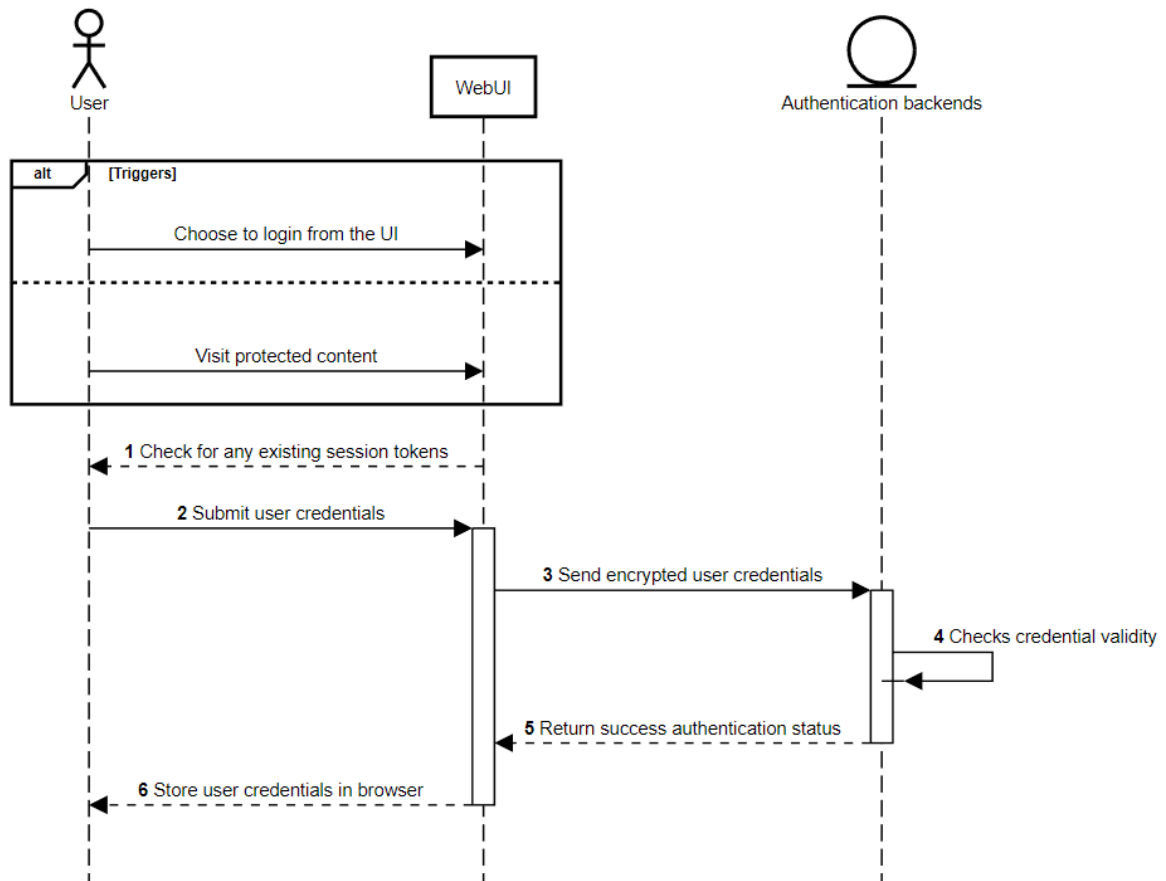 User
WebUI
Authentication backends
alt [Triggers]
Choose to login from the UI
Visit protected content
1 Check for any existing session tokens
2 Submit user credentials
3 Send encrypted user credentials
4 Checks credential validity
5 Return success authentication status
6 Store user credentials in browser